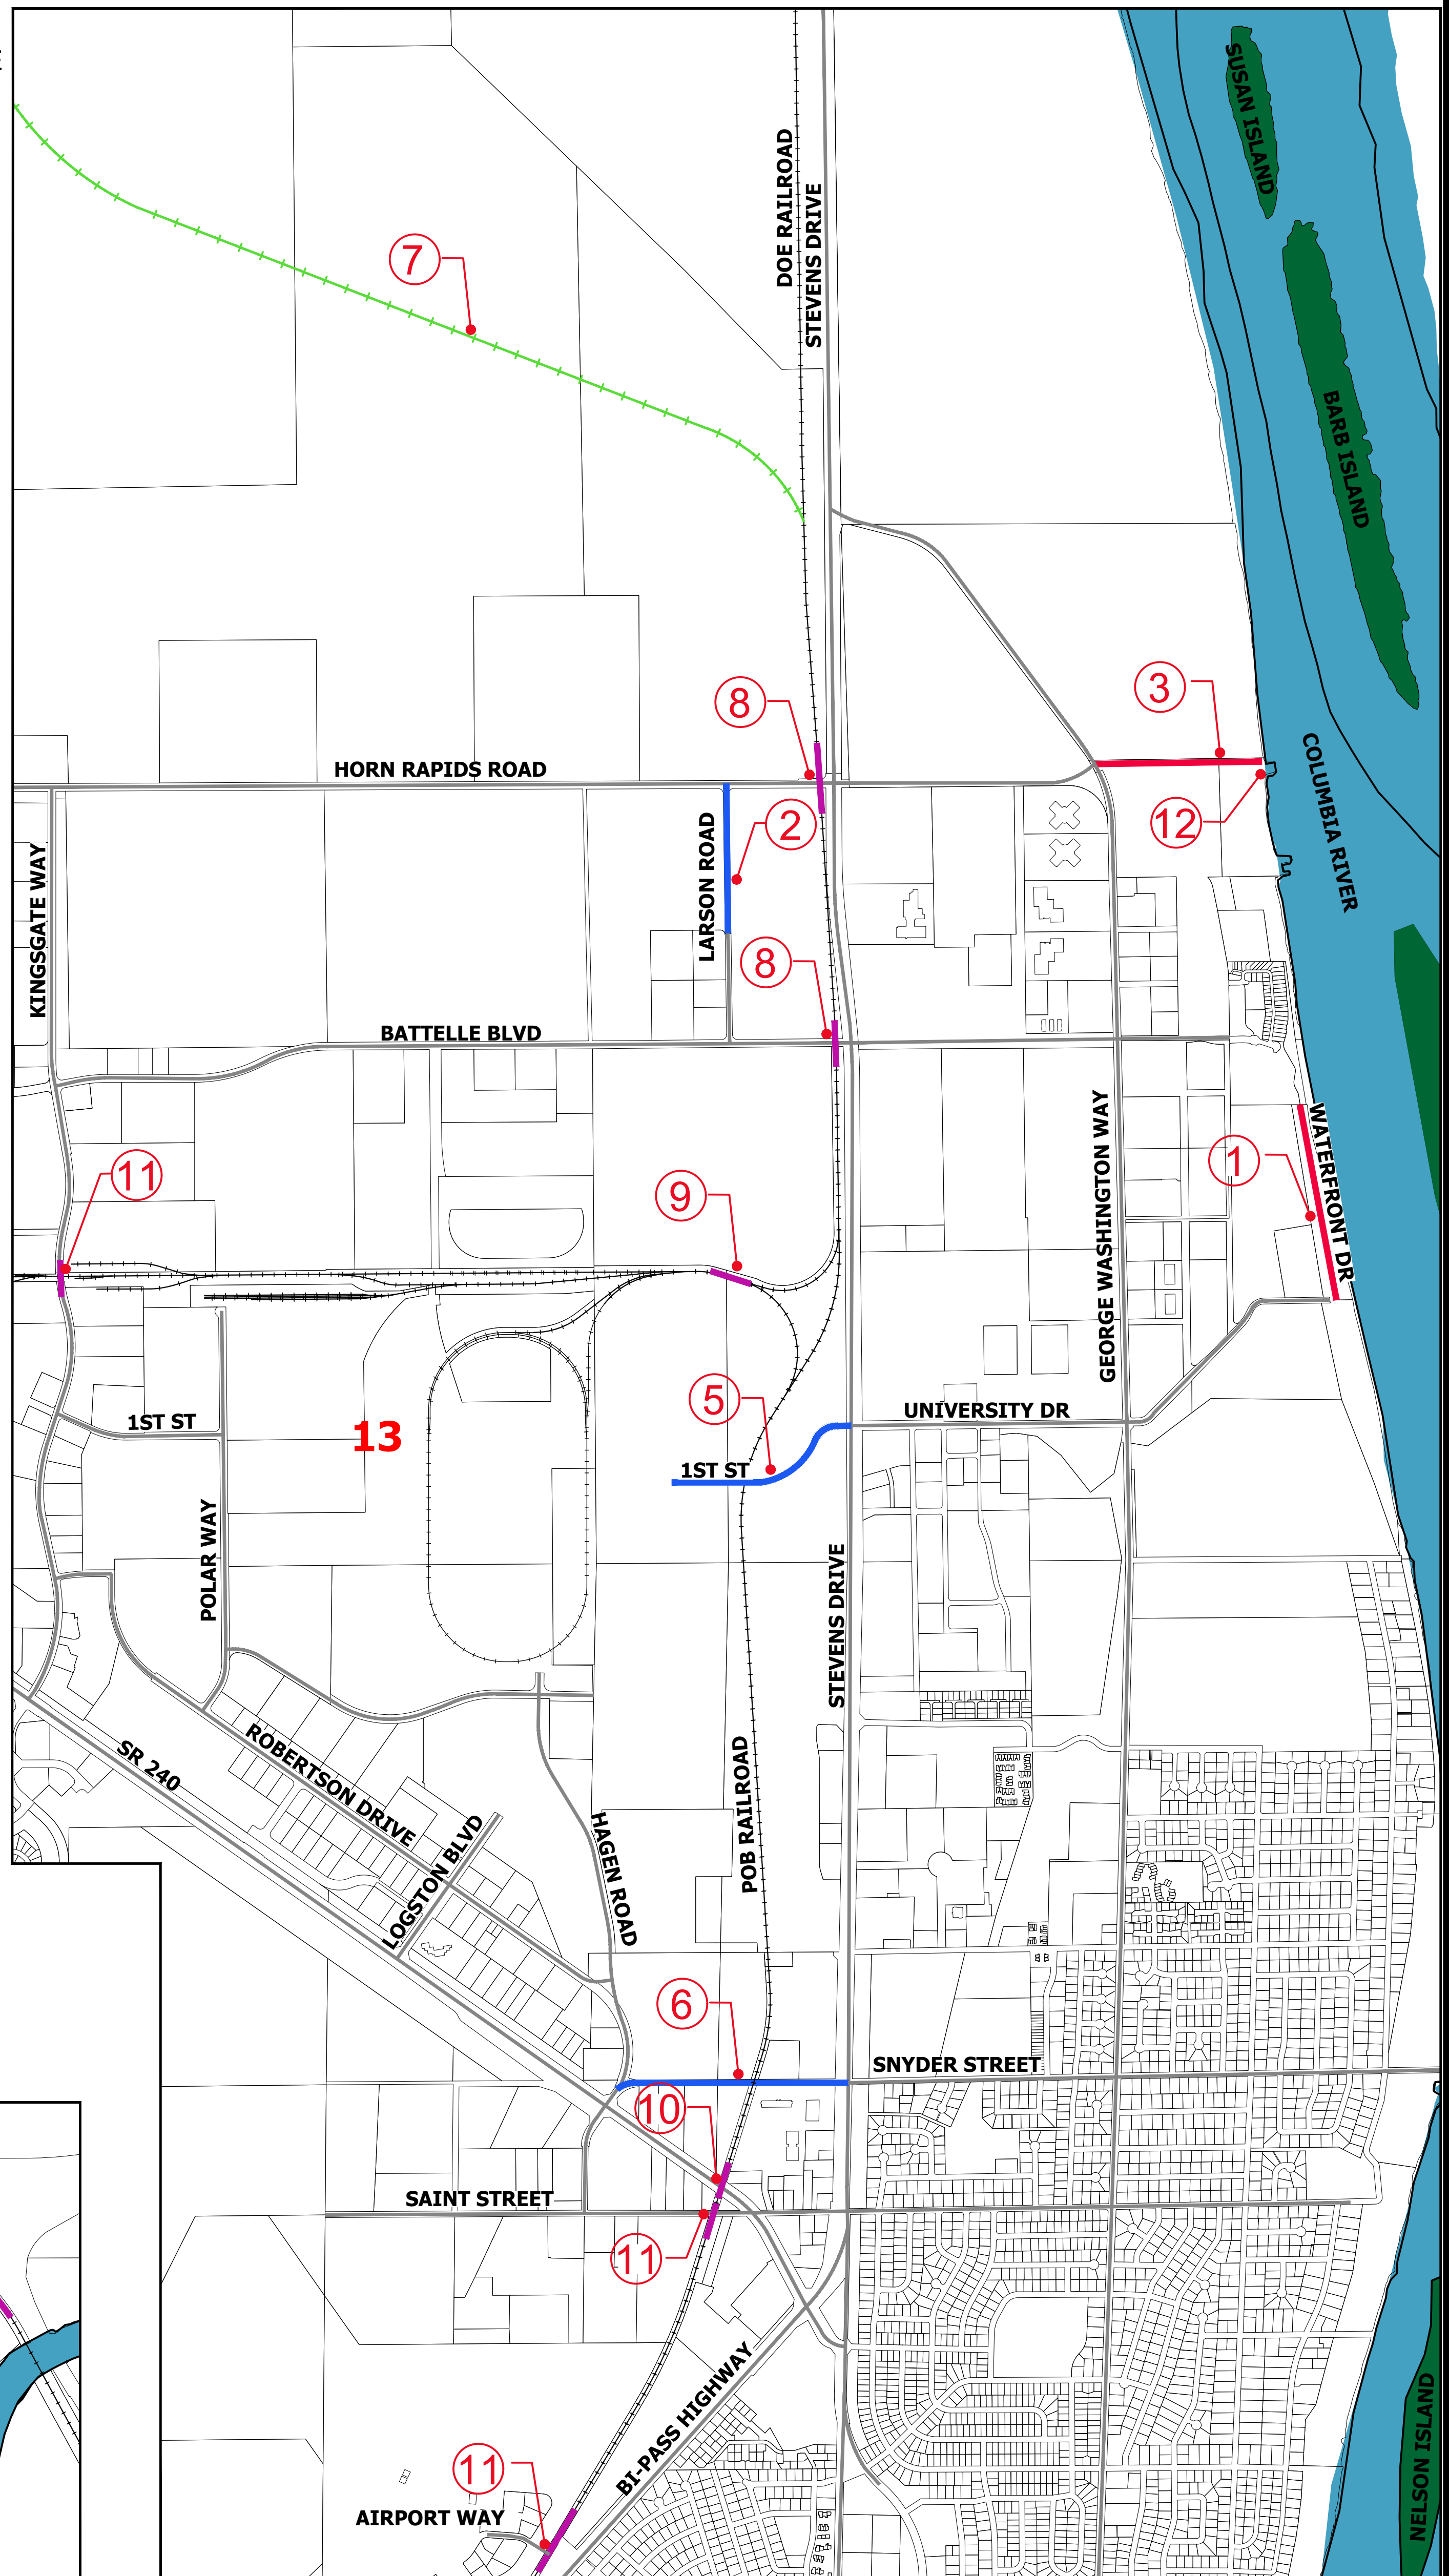 SUSAN ISLAND
DOE RAILROAD
STEVENS DRIVE
7
BARB ISLAND
3
8
HORN RAPIDS ROAD
12
2
COLUMBIA RIVER
LARSON ROAD
KINGSGATE WAY
8
BATTELLE BLVD
GEORGE WASHINGTON WAY
WATERFRONT DR
1
11
9
5
UNIVERSITY DR
1ST ST
13
1ST ST
POLAR WAY
STEVENS DRIVE
SR 240
ROBERTSON DRIVE
POB RAILROAD
LOGSTON BLVD
HAGEN ROAD
6
SNYDER STREET
10
SAINT STREET
11
BI-PASS HIGHWAY
NELSON ISLAND
11
AIRPORT WAY